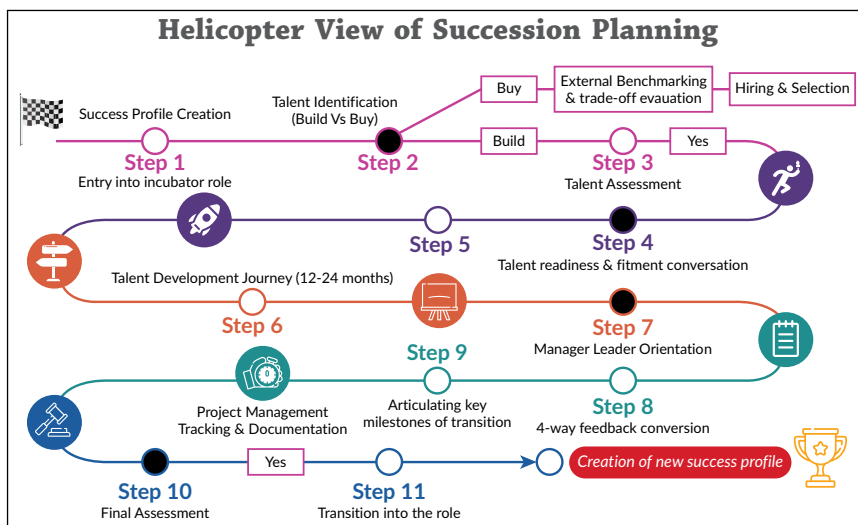 Helicopter View of Succession Planning
Success Profile Creation
Step 1
Entry into incubator role
Talent Identification
(Build Vs Buy)
Step 2
Buy
External Benchmarking
& trade-off evauation
Hiring & Selection
Build
Step 3
Talent Assessment
Yes
Step 5
Step 4
Talent readiness & fitment conversation
Talent Development Journey (12-24 months)
Step 6
Step 7
Manager Leader Orientation
Step 9
Articulating key
milestones of transition
Step 8
4-way feedback conversion
0
Project Management
Tracking & Documentation
Step 10
Final Assessment
Yes
Step 11
Transition into the role
Creation of new success profile